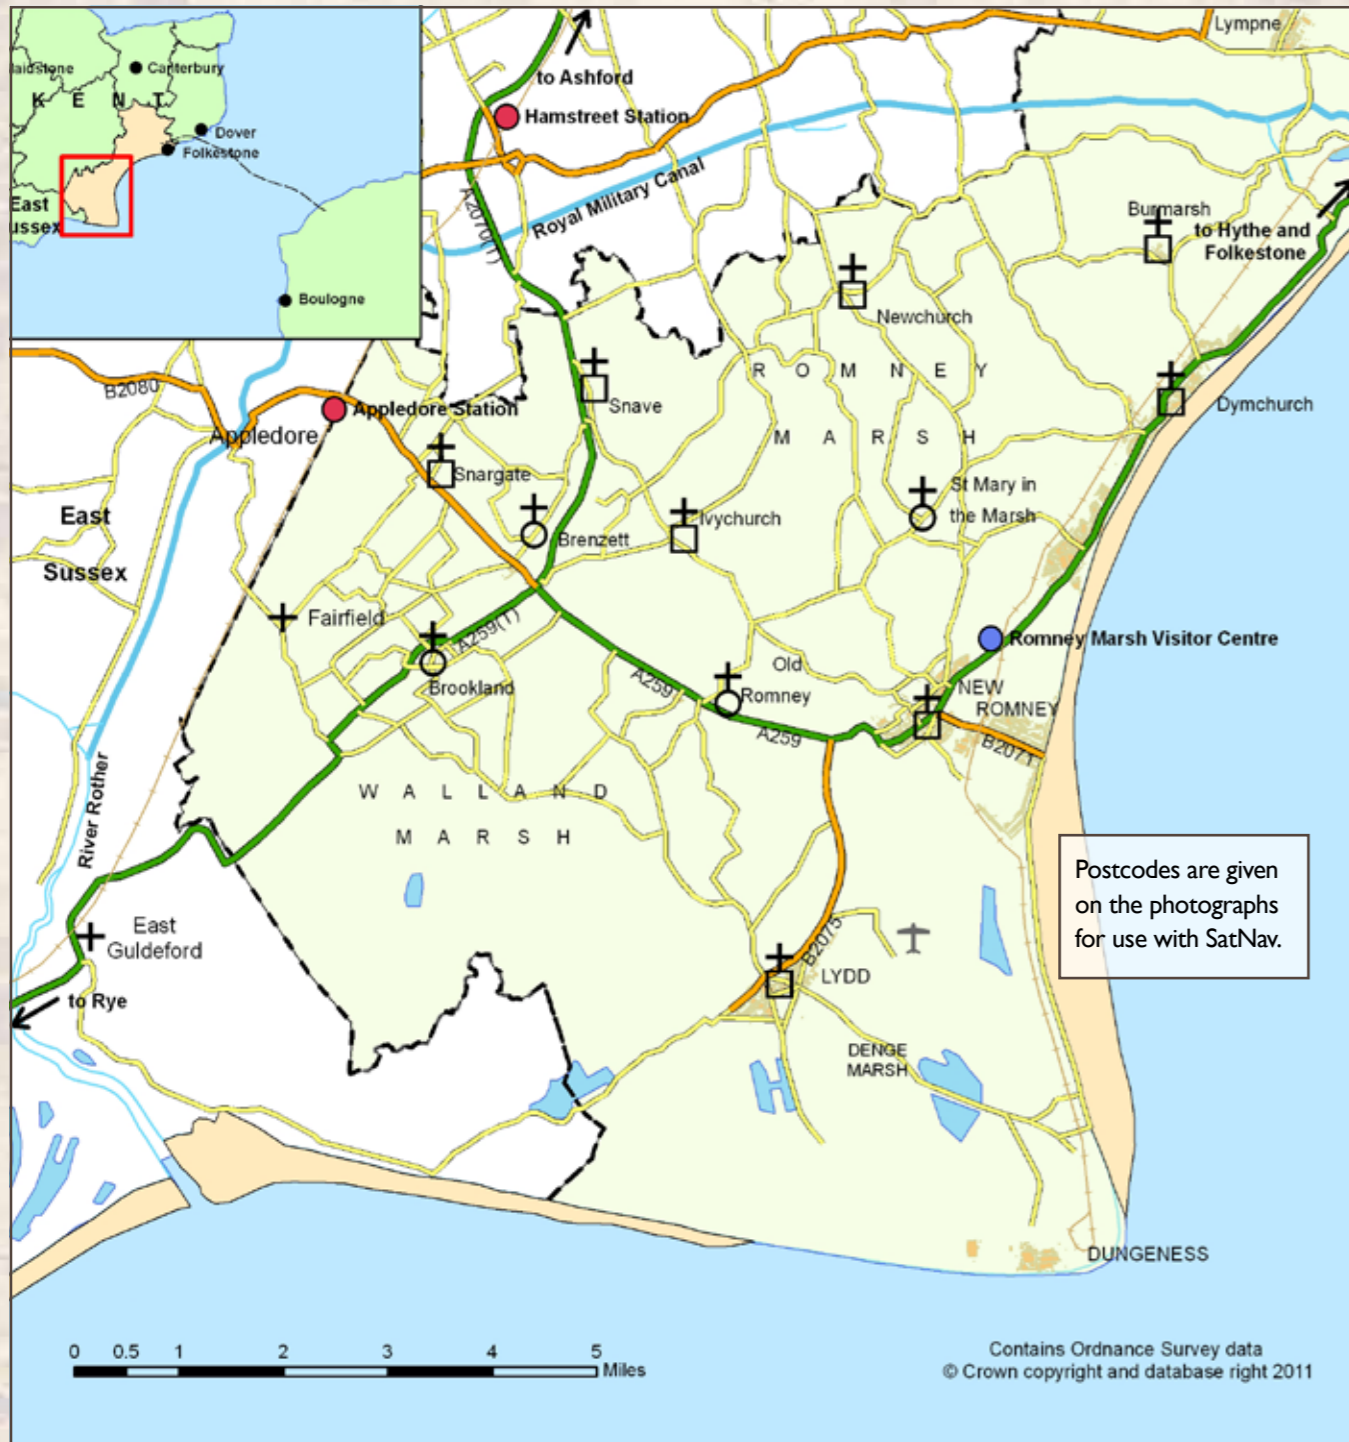 Maidstone
Canterbury
K E N T
Dover
Folkestone
East
Sussex
Boulogne
to Ashford
Hamstreet Station
Lympne
A2070(T)
Royal Military Canal
Burmarsh
to Hythe and
Folkestone
Newchurch
R O M N E Y
M A R S H
Snave
Dymchurch
B2080
Appledore Station
Appledore
Snargate
St Mary in
the Marsh
Ivychurch
Brenzett
East
Sussex
Fairfield
A259(T)
Brookland
Romney Marsh Visitor Centre
Old
Romney
A259
NEW
ROMNEY
A259
B2071
River Rother
W A L L A N D
M A R S H
Postcodes are given
on the photographs
for use with SatNav.
East
Guldeford
B2075
LYDD
to Rye
DENGE
MARSH
DUNGENESS
0 0.5 1 2 3 4 5
Miles
Contains Ordnance Survey data
© Crown copyright and database right 2011